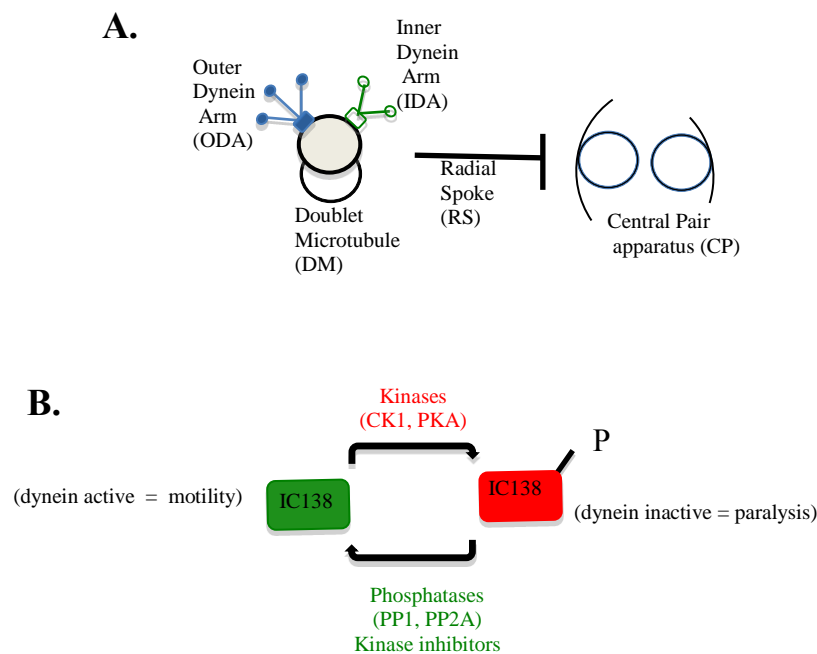 A.
Outer
Dynein
Arm
(ODA)
Inner
Dynein
Arm
(IDA)
Radial
Spoke
(RS)
Doublet
Microtubule
(DM)
Central Pair
apparatus (CP)
B.
Kinases
(CK1, PKA)
P
IC138
IC138
(dynein active = motility)
(dynein inactive = paralysis)
Phosphatases
(PP1, PP2A)
Kinase inhibitors